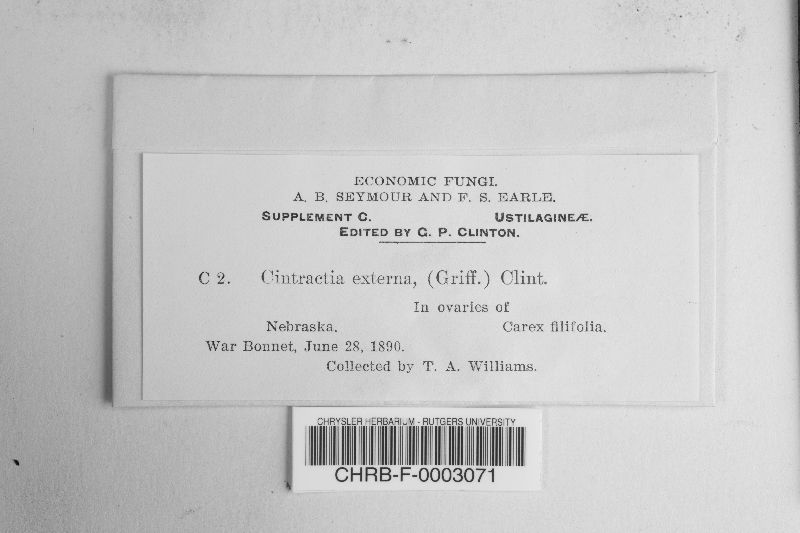 ECONOMIC FUNGI.
A. B. SEYMOUR AND F. S. EARLE.
SUPPLEMENT C. USTILAGINEÆ.
EDITED BY G. P. CLINTON.
C 2. Cintractia externa, (Griff.) Clint.
In ovaries of
Nebraska. Carex filifolia.
War Bonnet, June 28, 1890.
Collected by T. A. Williams.
CHRYSLER HERBARIUM - RUTGERS UNIVERSITY
CHRB-F-0003071